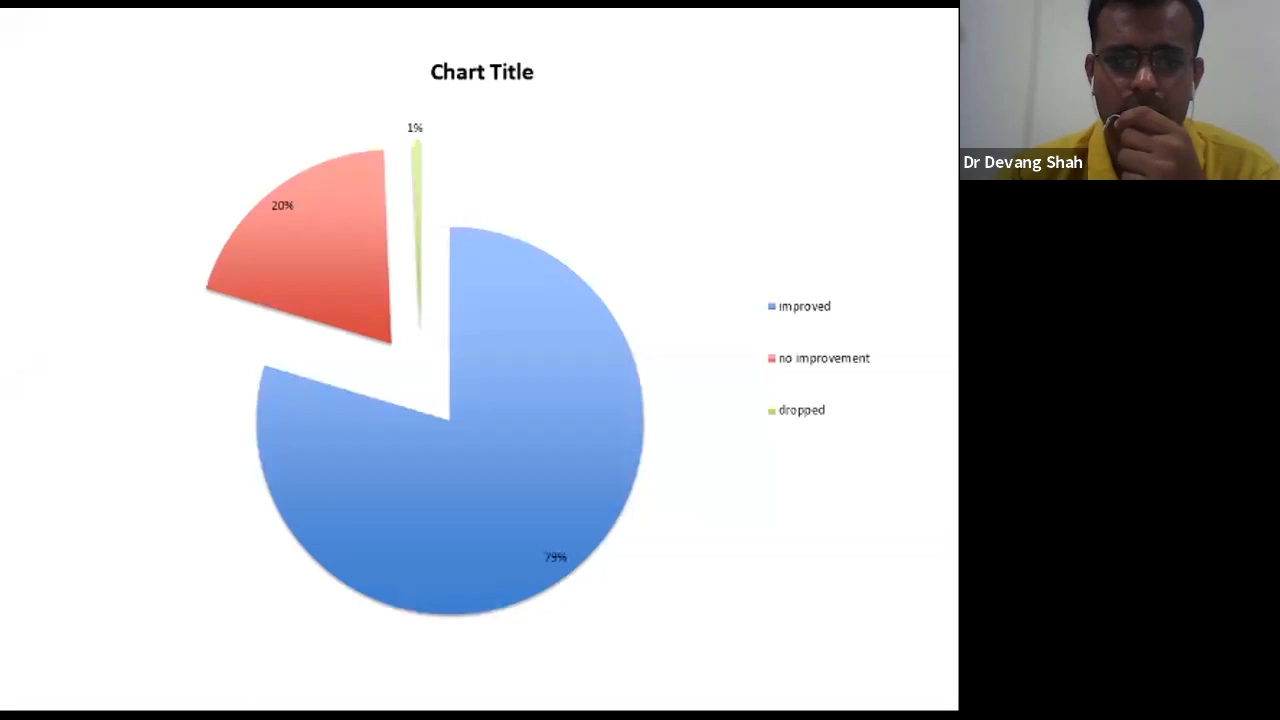 Chart Title
1%
20%
79%
improved
no improvement
dropped
Dr Devang Shah